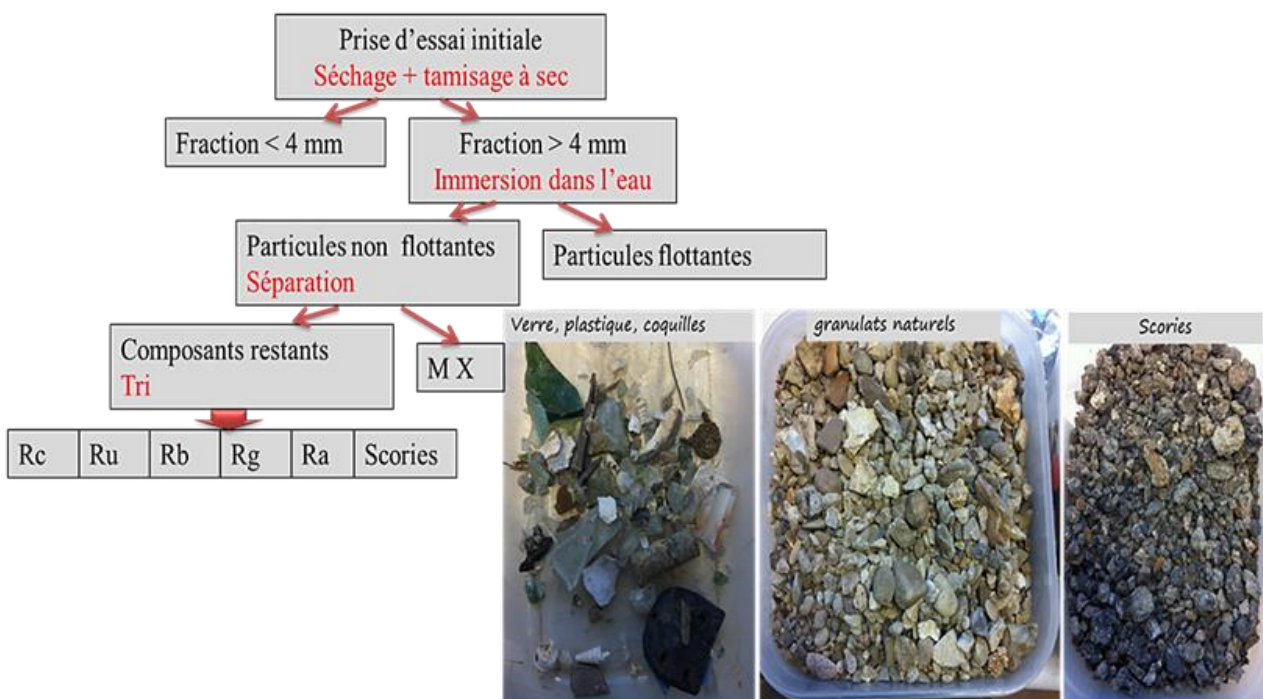 Prise d'essai initiale
Séchage + tamisage à sec
Fraction < 4 mm
Fraction > 4 mm
Immersion dans l'eau
Particules non flottantes
Séparation
Particules flottantes
Composants restants
Tri
M X
Rc Ru Rb Rg Ra Scories
Verre, plastique, coquilles
granulats naturels
Scories